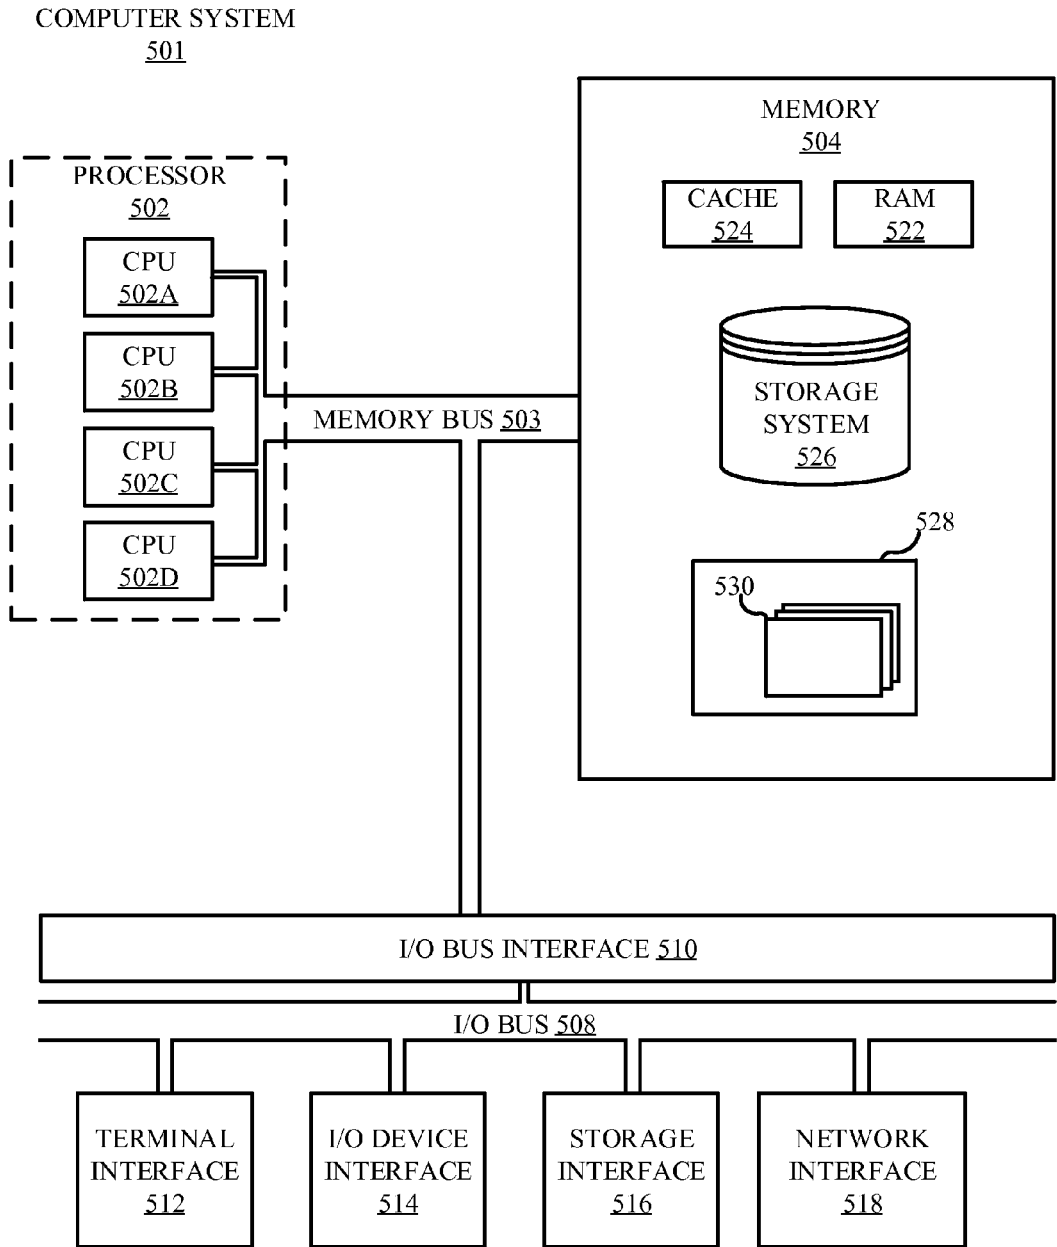 COMPUTER SYSTEM
501
MEMORY
504
PROCESSOR
502
CACHE
524
RAM
522
CPU
502A
CPU
502B
CPU
502C
CPU
502D
MEMORY BUS 503
STORAGE
SYSTEM
526
528
530
I/O BUS INTERFACE 510
I/O BUS 508
TERMINAL
INTERFACE
512
I/O DEVICE
INTERFACE
514
STORAGE
INTERFACE
516
NETWORK
INTERFACE
518